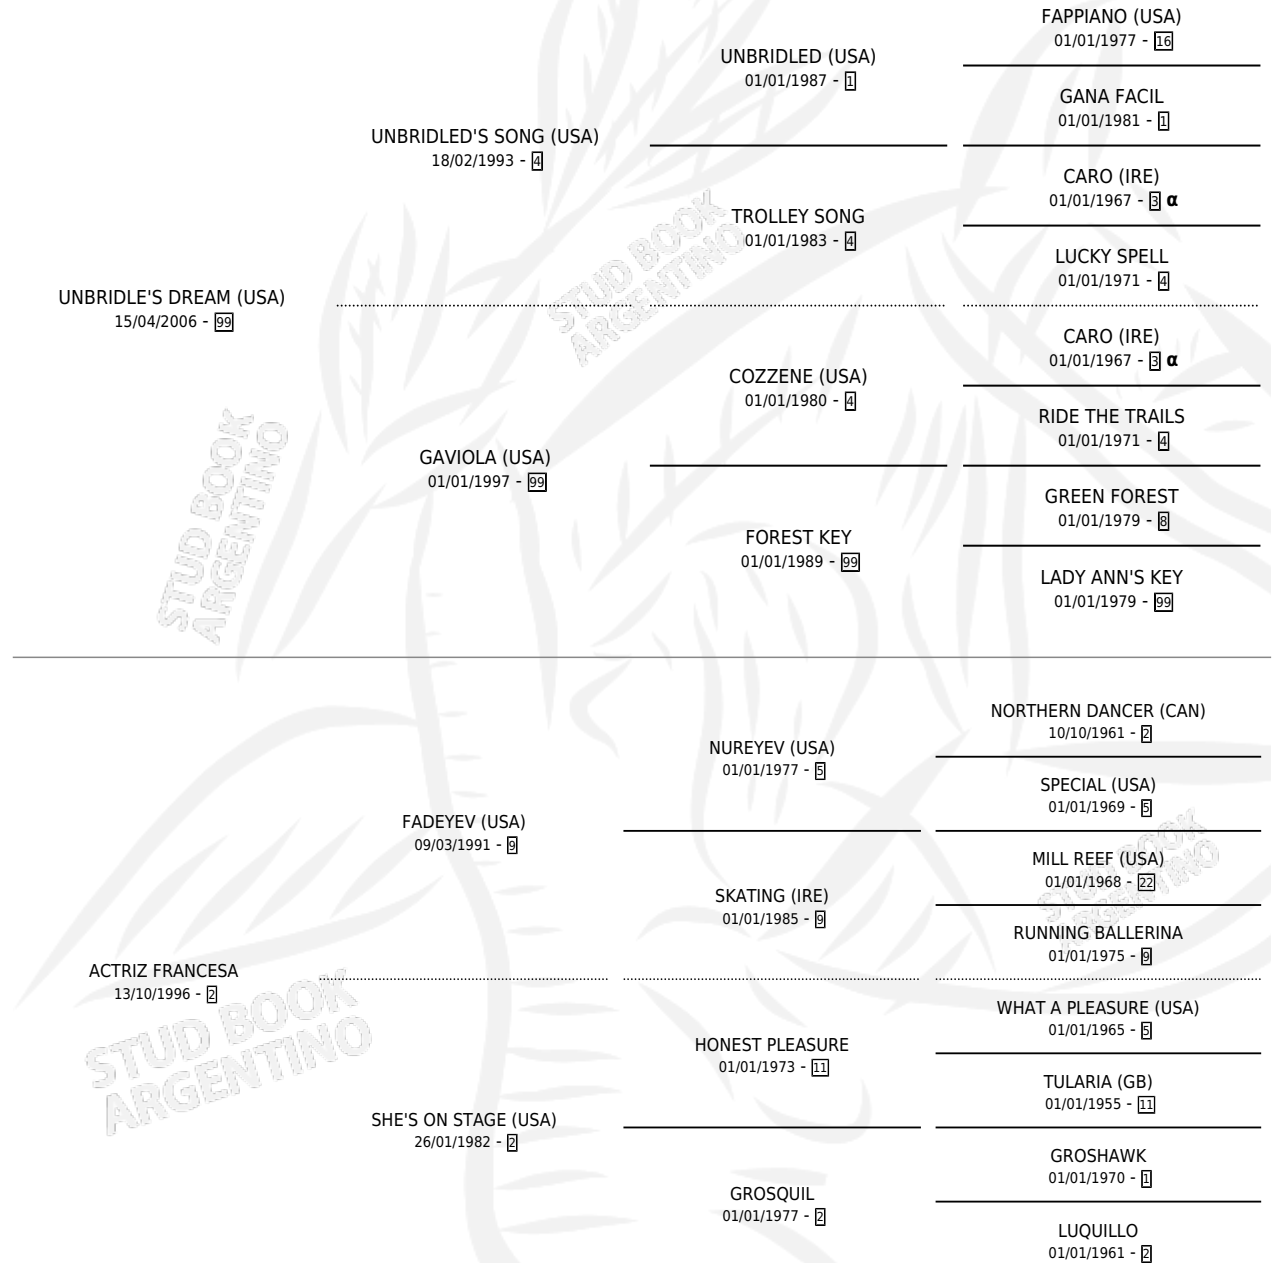 FAPPIANO (USA)
01/01/1977 - 16
UNBRIDLED (USA)
01/01/1987 - 1
GANA FACIL
01/01/1981 - 1
UNBRIDLED'S SONG (USA)
18/02/1993 - 4
CARO (IRE)
01/01/1967 - 3 α
TROLLEY SONG
01/01/1983 - 4
LUCKY SPELL
01/01/1971 - 4
UNBRIDLE'S DREAM (USA)
15/04/2006 - 99
CARO (IRE)
01/01/1967 - 3 α
COZZENE (USA)
01/01/1980 - 4
RIDE THE TRAILS
01/01/1971 - 4
GAVIOLA (USA)
01/01/1997 - 99
GREEN FOREST
01/01/1979 - 8
FOREST KEY
01/01/1989 - 99
LADY ANN'S KEY
01/01/1979 - 99
NORTHERN DANCER (CAN)
10/10/1961 - 2
NUREYEV (USA)
01/01/1977 - 5
SPECIAL (USA)
01/01/1969 - 5
FADEYEV (USA)
09/03/1991 - 9
MILL REEF (USA)
01/01/1968 - 22
SKATING (IRE)
01/01/1985 - 9
RUNNING BALLERINA
01/01/1975 - 9
ACTRIZ FRANCESA
13/10/1996 - 2
WHAT A PLEASURE (USA)
01/01/1965 - 5
HONEST PLEASURE
01/01/1973 - 11
TULARIA (GB)
01/01/1955 - 11
SHE'S ON STAGE (USA)
26/01/1982 - 2
GROSHAWK
01/01/1970 - 1
GROSQUIL
01/01/1977 - 2
LUQUILLO
01/01/1961 - 2
STUD BOOK
ARGENTINO
STUD BOOK
ARGENTINO
STUD BOOK
ARGENTINO
STUD BOOK
ARGENTINO